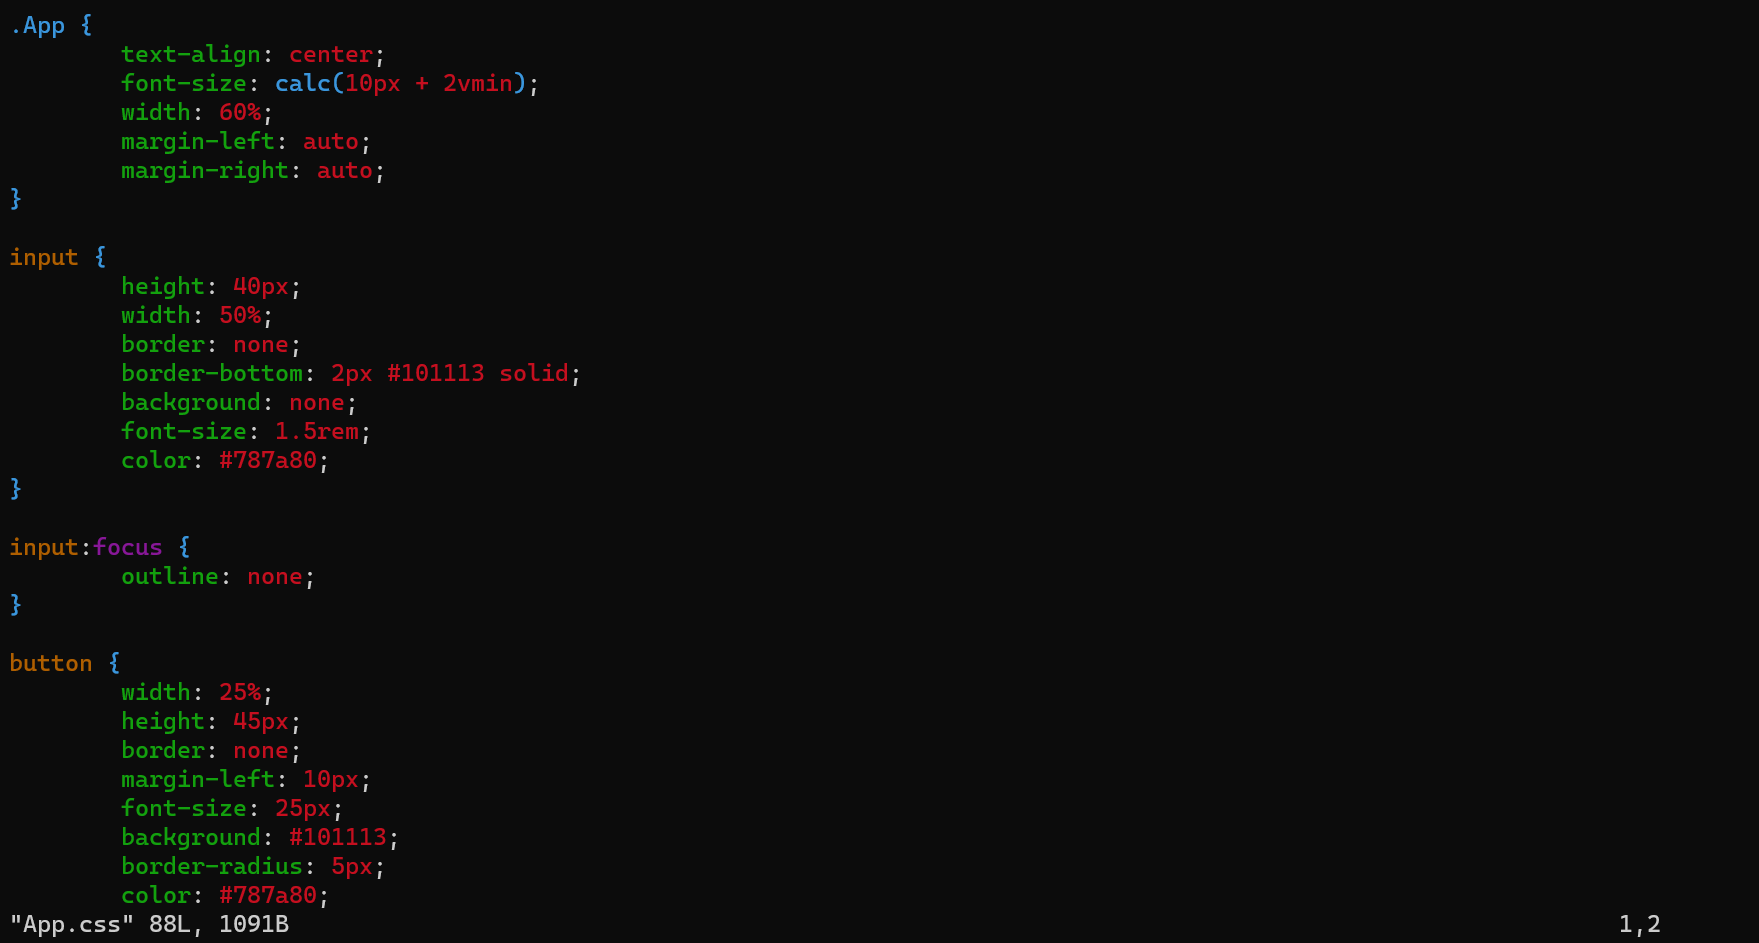 .App {
        text-align: center;
        font-size: calc(10px + 2vmin);
        width: 60%;
        margin-left: auto;
        margin-right: auto;
}

input {
        height: 40px;
        width: 50%;
        border: none;
        border-bottom: 2px #101113 solid;
        background: none;
        font-size: 1.5rem;
        color: #787a80;
}

input:focus {
        outline: none;
}

button {
        width: 25%;
        height: 45px;
        border: none;
        margin-left: 10px;
        font-size: 25px;
        background: #101113;
        border-radius: 5px;
        color: #787a80;
"App.css" 88L, 1091B 1,2